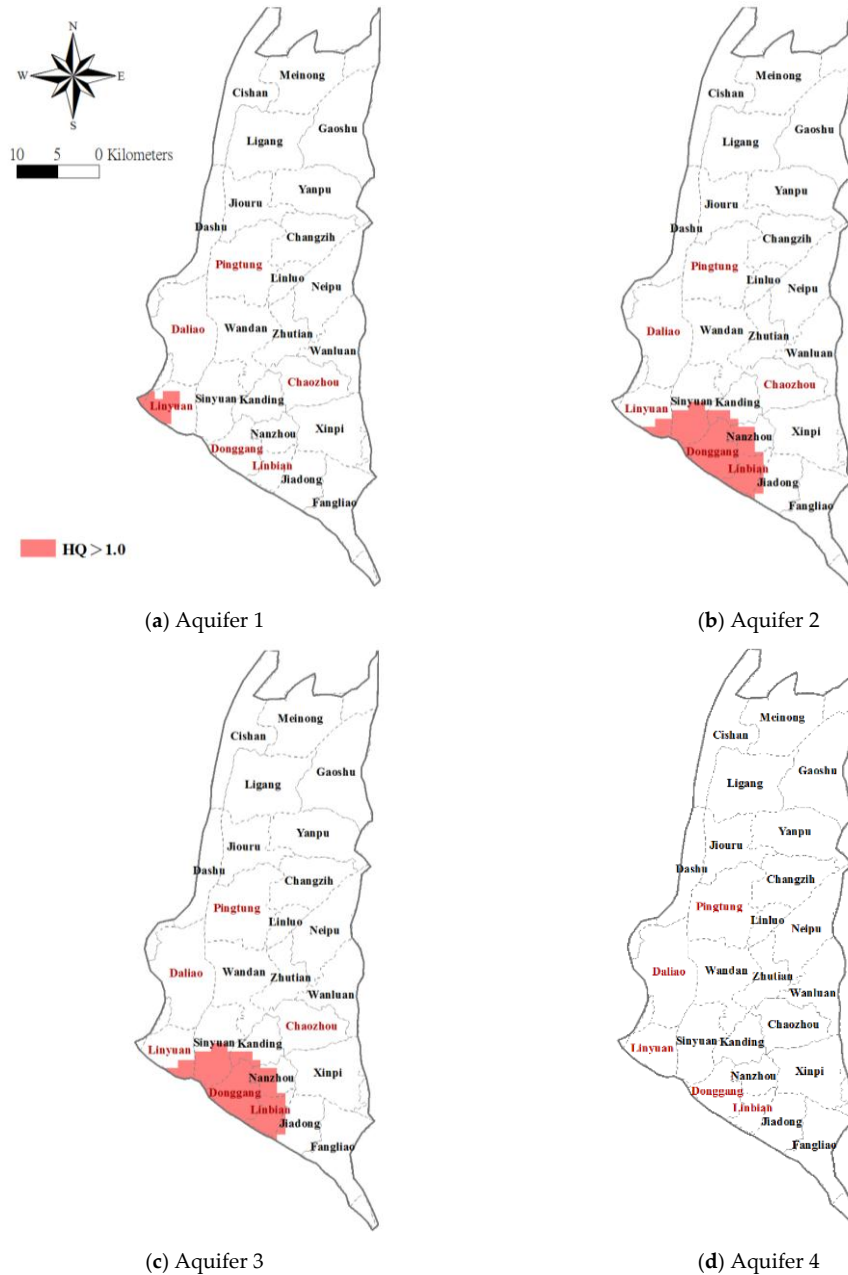 N
W E
S
10 5 0 Kilometers
Meinong
Cishan
Gaoshu
Ligang
Yanpu
Jiouru
Dashu
Changzih
Pingtung
Linluo
Neipu
Daliao
Wandan
Zhutian
Wanluan
Chaozhou
Sinyuan Kanding
Linyuan
Nanzhou
Xinpi
Donggang
Linbian
Jiadong
Fangliao
HQ > 1.0
(a) Aquifer 1
Meinong
Cishan
Gaoshu
Ligang
Yanpu
Jiouru
Dashu
Changzih
Pingtung
Linluo
Neipu
Daliao
Wandan
Zhutian
Wanluan
Chaozhou
Sinyuan Kanding
Linyuan
Nanzhou
Xinpi
Donggang
Linbian
Jiadong
Fangliao
(b) Aquifer 2
Meinong
Cishan
Gaoshu
Ligang
Yanpu
Jiouru
Dashu
Changzih
Pingtung
Linluo
Neipu
Daliao
Wandan
Zhutian
Wanluan
Chaozhou
Sinyuan Kanding
Linyuan
Nanzhou
Xinpi
Donggang
Linbian
Jiadong
Fangliao
(c) Aquifer 3
Meinong
Cishan
Gaoshu
Ligang
Yanpu
Jiouru
Dashu
Changzih
Pingtung
Linluo
Neipu
Daliao
Wandan
Zhutian
Wanluan
Chaozhou
Sinyuan Kanding
Linyuan
Nanzhou
Xinpi
Donggang
Linbian
Jiadong
Fangliao
(d) Aquifer 4